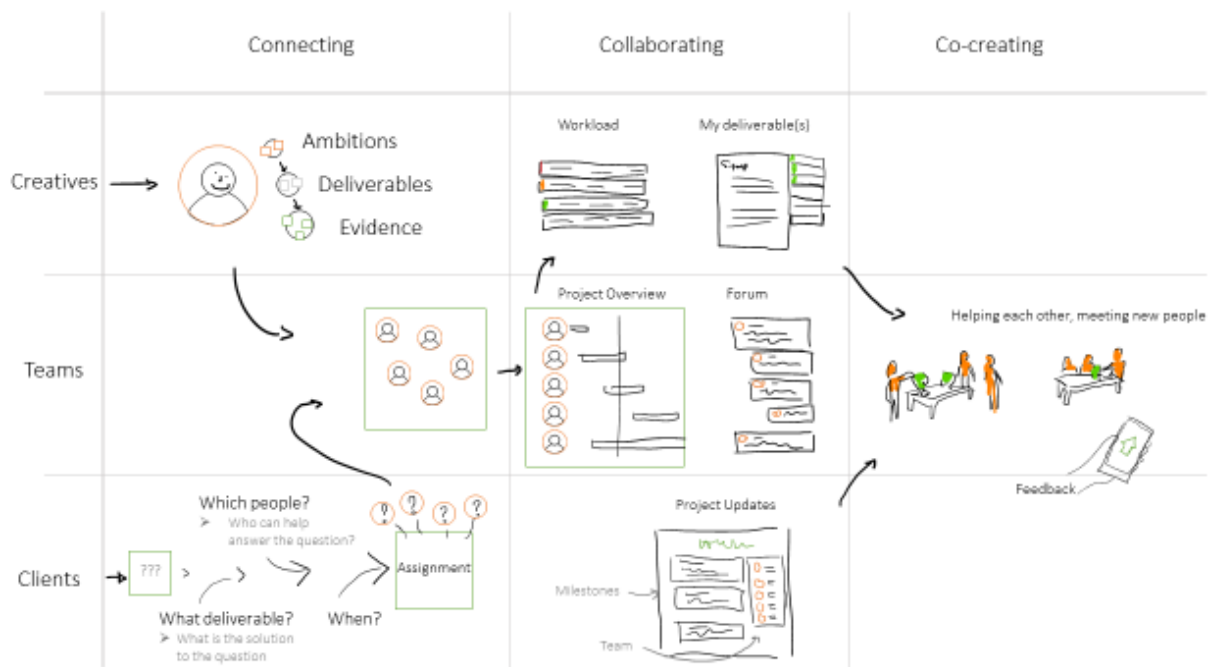 Connecting
Collaborating
Co-creating
Creatives
Ambitions
Deliverables
Evidence
Workload
My deliverable(s)
Teams
Project Overview
Forum
Helping each other, meeting new people
Feedback
Clients
???
Which people?
➤ Who can help
answer the question?
What deliverable?
➤ What is the solution
to the question
When?
? ? ? ?
Assignment
Project Updates
Milestones
Team